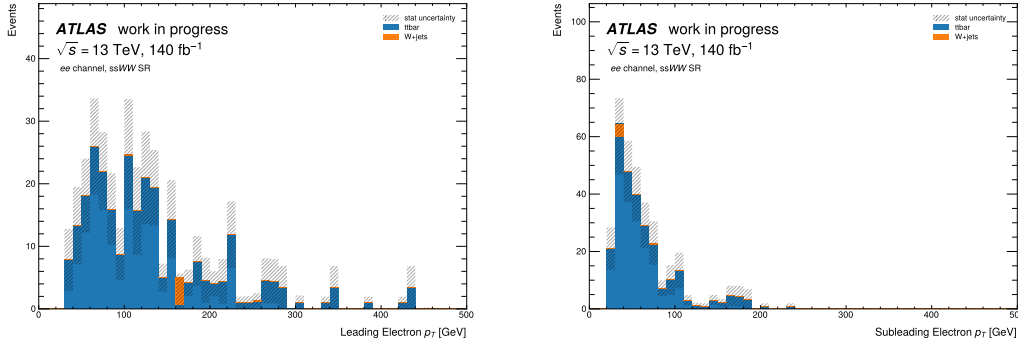 Events
ATLAS work in progress
√s = 13 TeV, 140 fb⁻¹
ee channel, ssWW SR
stat uncertainty
ttbar
W+jets
40
30
20
10
0
0
100
200
300
400
500
Leading Electron pT [GeV]
Events
ATLAS work in progress
√s = 13 TeV, 140 fb⁻¹
ee channel, ssWW SR
stat uncertainty
ttbar
W+jets
100
80
60
40
20
0
0
100
200
300
400
500
Subleading Electron pT [GeV]